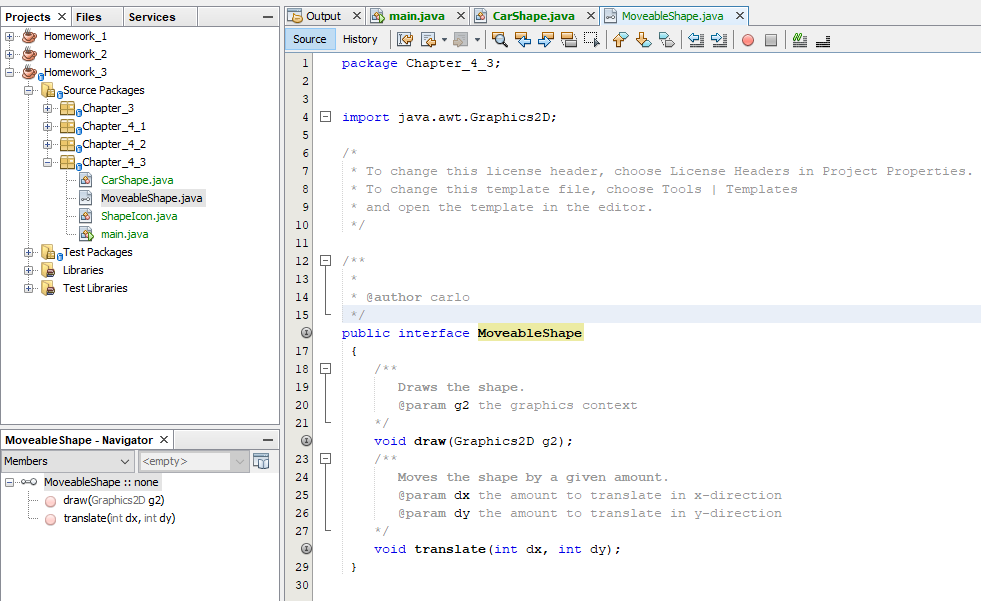 Projects Files Services
Homework_1
Homework_2
Homework_3
Source Packages
Chapter_3
Chapter_4_1
Chapter_4_2
Chapter_4_3
CarShape.java
MoveableShape.java
ShapeIcon.java
main.java
Test Packages
Libraries
Test Libraries
MoveableShape - Navigator
Members <empty>
MoveableShape :: none
draw(Graphics2D g2)
translate(int dx, int dy)
Output main.java CarShape.java MoveableShape.java
Source History
1 package Chapter_4_3;
2
3
4 import java.awt.Graphics2D;
5
6 /*
7 * To change this license header, choose License Headers in Project Properties.
8 * To change this template file, choose Tools | Templates
9 * and open the template in the editor.
10 */
11
12 /**
13 *
14 * @author carlo
15 */
public interface MoveableShape
17 {
18 /**
19 Draws the shape.
20 @param g2 the graphics context
21 */
void draw(Graphics2D g2);
23 /**
24 Moves the shape by a given amount.
25 @param dx the amount to translate in x-direction
26 @param dy the amount to translate in y-direction
27 */
void translate(int dx, int dy);
29 }
30